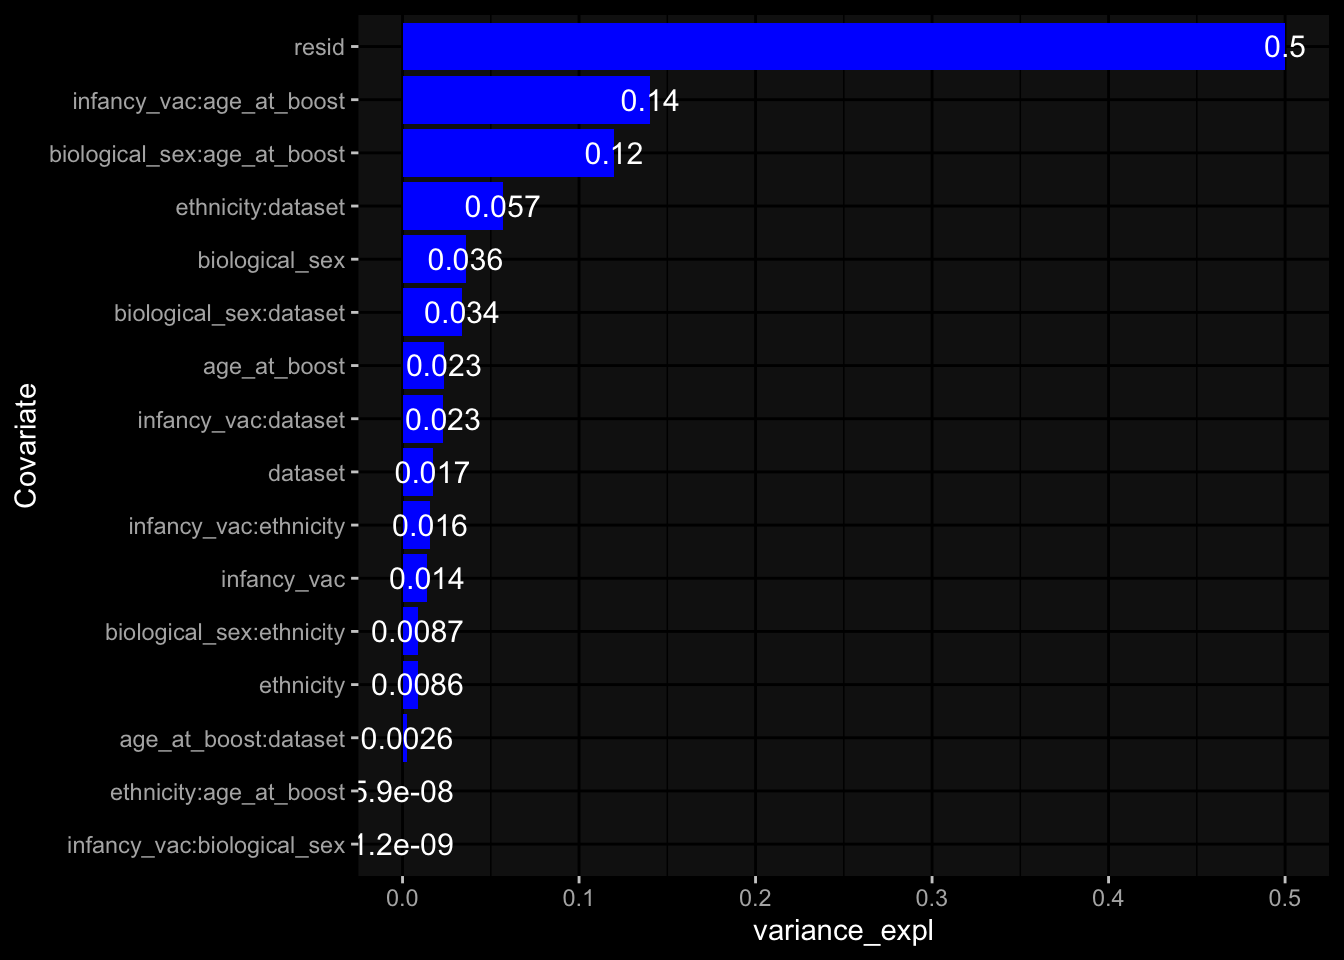 resid 0.5
infancy_vac:age_at_boost 0.14
biological_sex:age_at_boost 0.12
ethnicity:dataset 0.057
biological_sex 0.036
biological_sex:dataset 0.034
age_at_boost 0.023
infancy_vac:dataset 0.023
dataset 0.017
infancy_vac:ethnicity 0.016
infancy_vac 0.014
biological_sex:ethnicity 0.0087
ethnicity 0.0086
age_at_boost:dataset 0.0026
ethnicity:age_at_boost 5.9e-08
infancy_vac:biological_sex 1.2e-09
Covariate
0.0 0.1 0.2 0.3 0.4 0.5
variance_expl